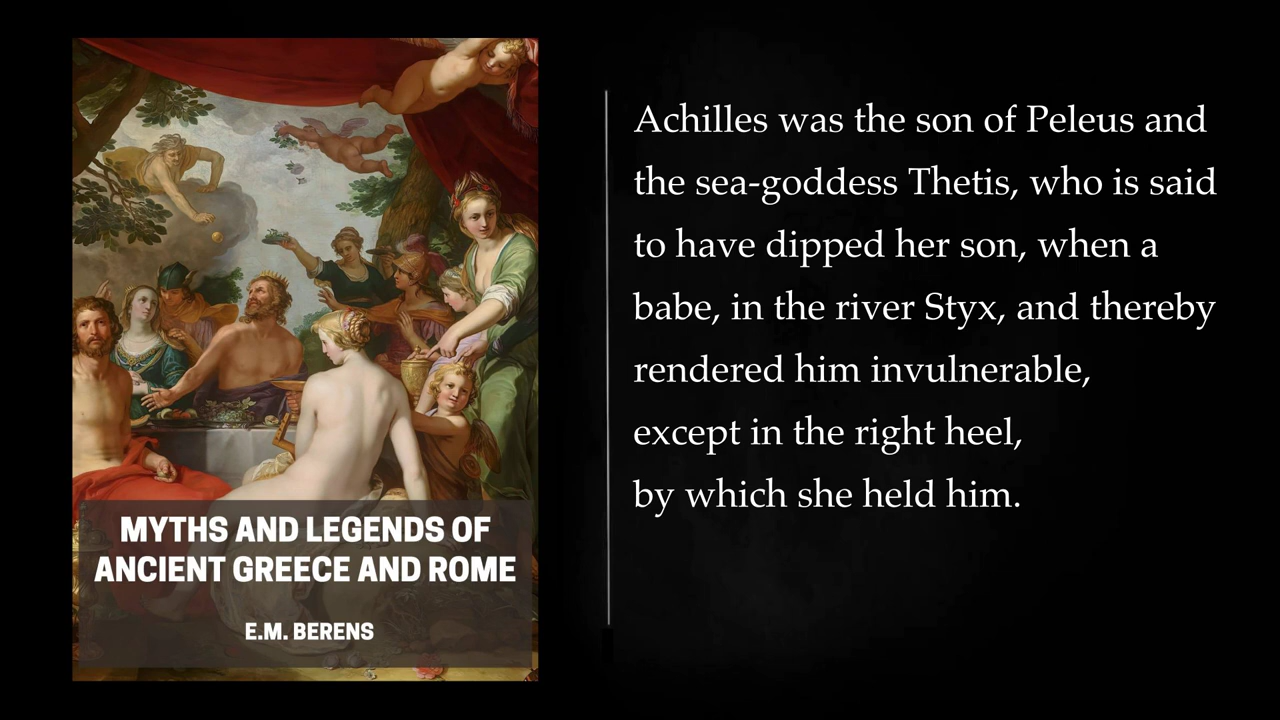 MYTHS AND LEGENDS OF
ANCIENT GREECE AND ROME
E.M. BERENS
Achilles was the son of Peleus and
the sea-goddess Thetis, who is said
to have dipped her son, when a
babe, in the river Styx, and thereby
rendered him invulnerable,
except in the right heel,
by which she held him.